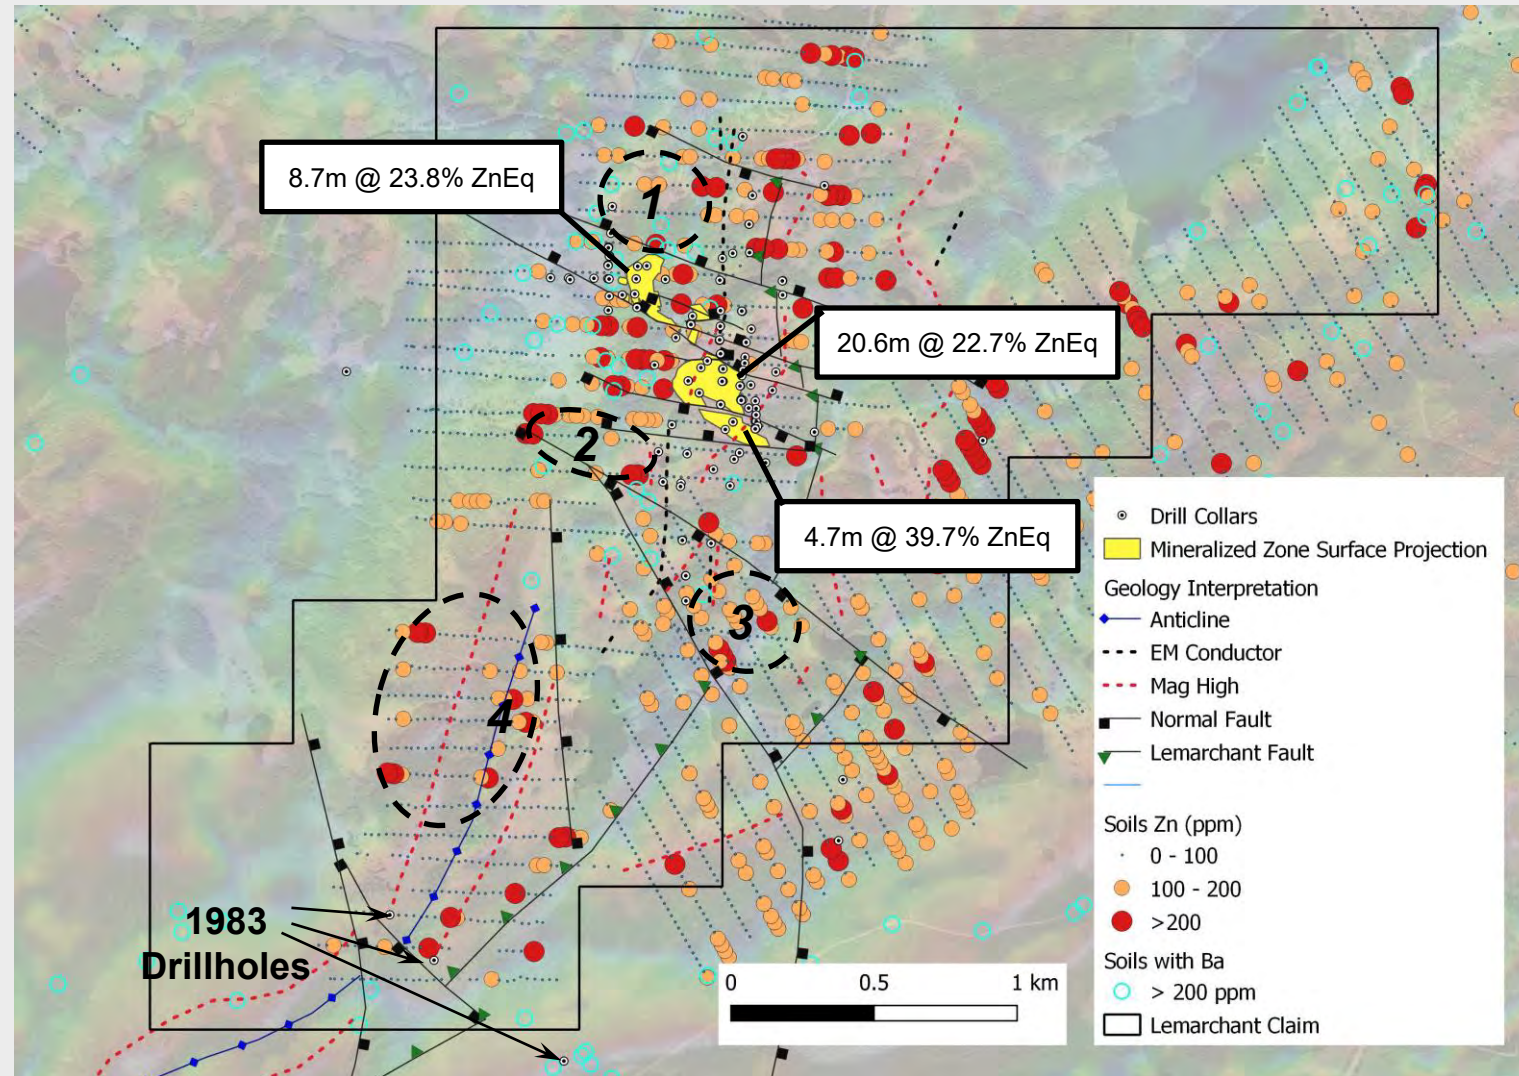 8.7m @ 23.8% ZnEq
1
20.6m @ 22.7% ZnEq
2
4.7m @ 39.7% ZnEq
3
4
1983
Drillholes
Drill Collars
Mineralized Zone Surface Projection
Geology Interpretation
Anticline
EM Conductor
Mag High
Normal Fault
Lemarchant Fault
Soils Zn (ppm)
0 - 100
100 - 200
>200
Soils with Ba
> 200 ppm
Lemarchant Claim
0 0.5 1 km